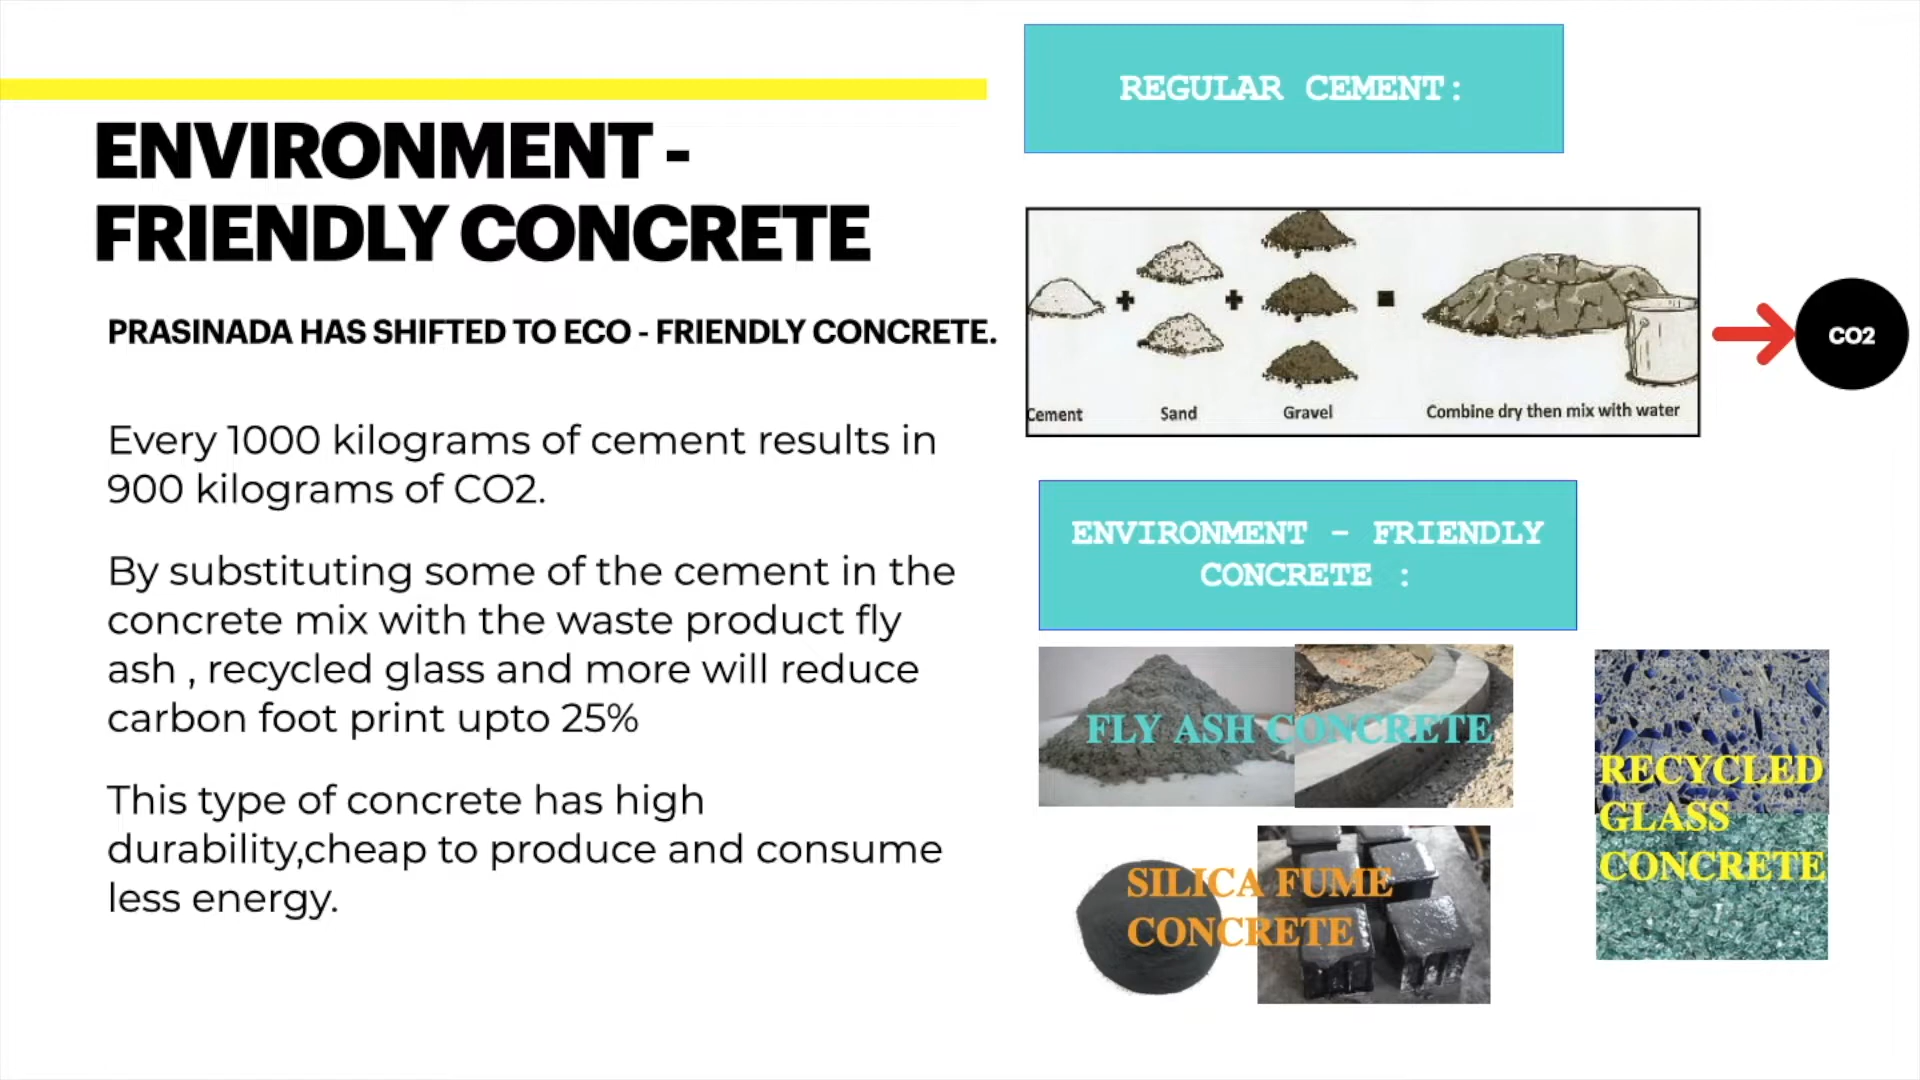 ENVIRONMENT -
FRIENDLY CONCRETE
PRASINADA HAS SHIFTED TO ECO - FRIENDLY CONCRETE.
Every 1000 kilograms of cement results in
900 kilograms of CO2.
By substituting some of the cement in the
concrete mix with the waste product fly
ash , recycled glass and more will reduce
carbon foot print upto 25%
This type of concrete has high
durability,cheap to produce and consume
less energy.
REGULAR CEMENT:
Cement
Sand
Gravel
Combine dry then mix with water
CO2
ENVIRONMENT - FRIENDLY
CONCRETE :
FLY ASH CONCRETE
RECYCLED
GLASS
CONCRETE
SILICA FUME
CONCRETE